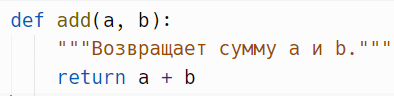 def add(a, b):
    """Возвращает сумму a и b."""
    return a + b